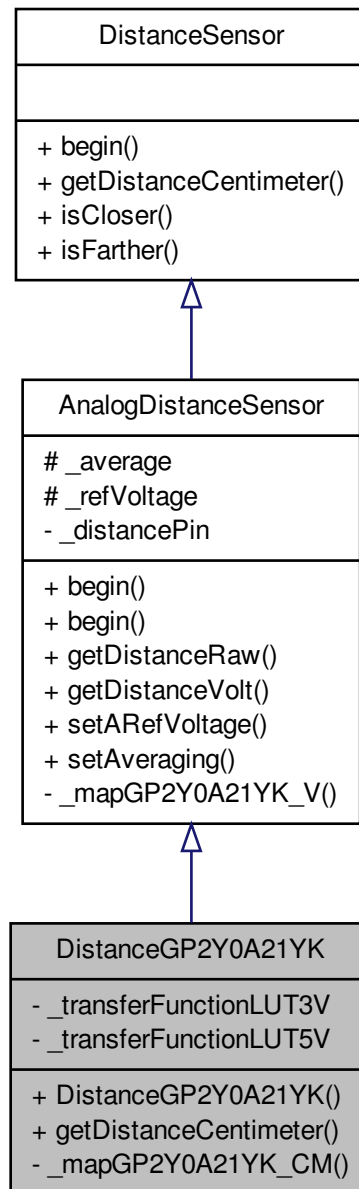 DistanceSensor
+ begin()
+ getDistanceCentimeter()
+ isCloser()
+ isFarther()
AnalogDistanceSensor
# _average
# _refVoltage
- _distancePin
+ begin()
+ begin()
+ getDistanceRaw()
+ getDistanceVolt()
+ setARefVoltage()
+ setAveraging()
- _mapGP2Y0A21YK_V()
DistanceGP2Y0A21YK
- _transferFunctionLUT3V
- _transferFunctionLUT5V
+ DistanceGP2Y0A21YK()
+ getDistanceCentimeter()
- _mapGP2Y0A21YK_CM()